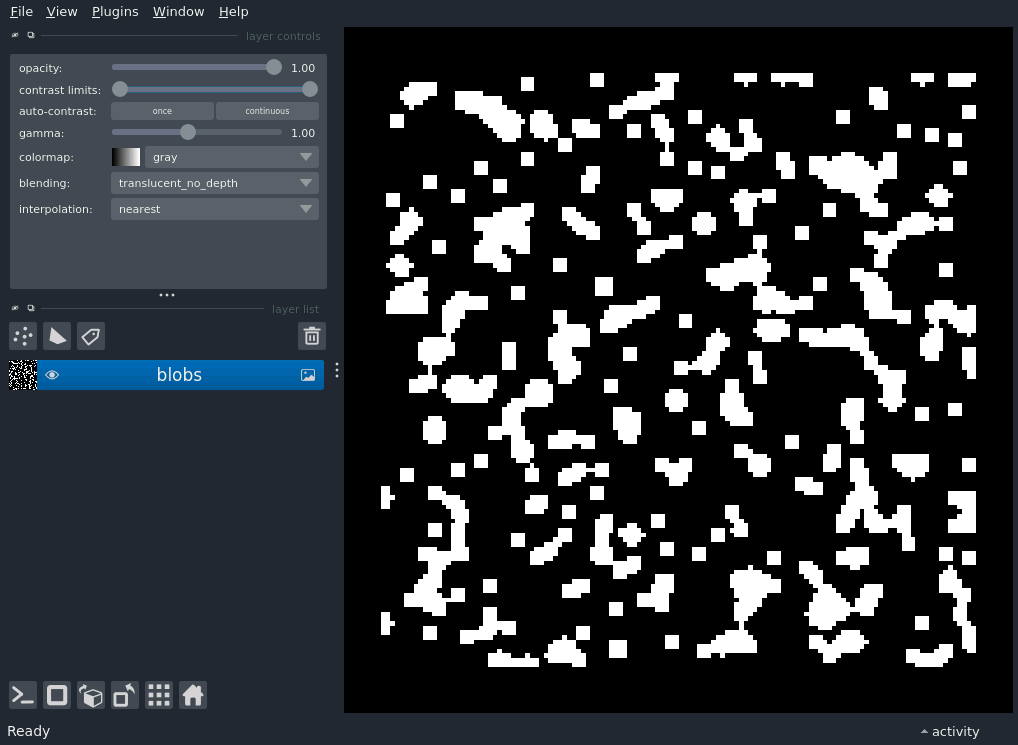 File View Plugins Window Help
layer controls
opacity: 1.00
contrast limits:
auto-contrast: once continuous
gamma: 1.00
colormap: gray
blending: translucent_no_depth
interpolation: nearest
layer list
blobs
Ready
activity